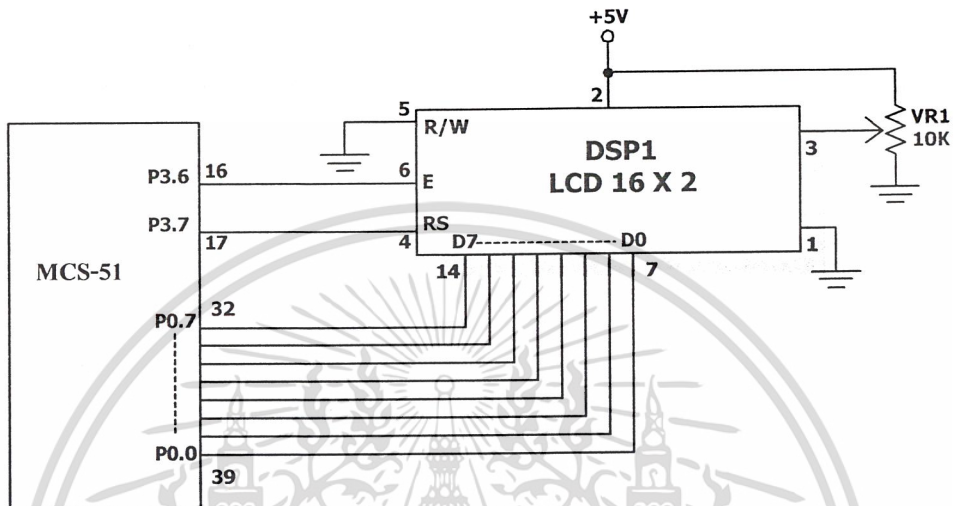 +5V
2
5
R/W
VR1
10K
3
DSP1
LCD 16 X 2
P3.6
16
6
E
P3.7
17
4
RS
D7
D0
1
14
7
MCS-51
32
P0.7
P0.0
39